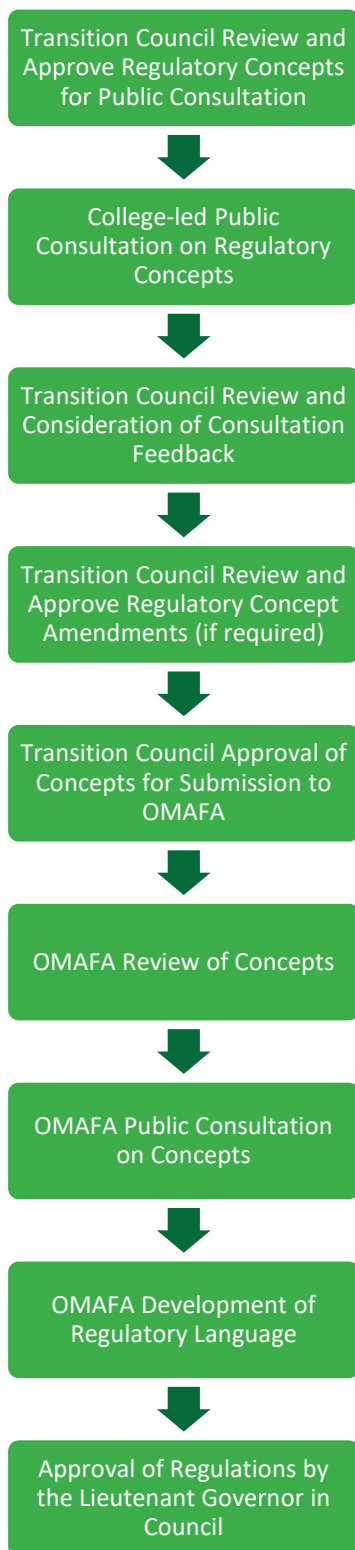 Transition Council Review and
Approve Regulatory Concepts
for Public Consultation
College-led Public
Consultation on Regulatory
Concepts
Transition Council Review and
Consideration of Consultation
Feedback
Transition Council Review and
Approve Regulatory Concept
Amendments (if required)
Transition Council Approval of
Concepts for Submission to
OMAFA
OMAFA Review of Concepts
OMAFA Public Consultation
on Concepts
OMAFA Development of
Regulatory Language
Approval of Regulations by
the Lieutenant Governor in
Council